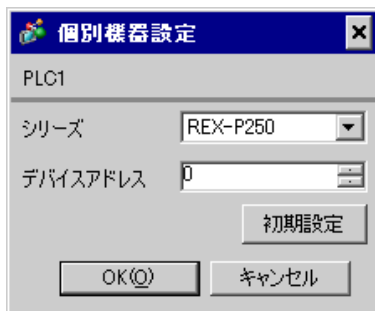 個別機器設定
PLC1
シリーズ REX-P250
デバイスアドレス 0
初期設定
OK(O) キャンセル